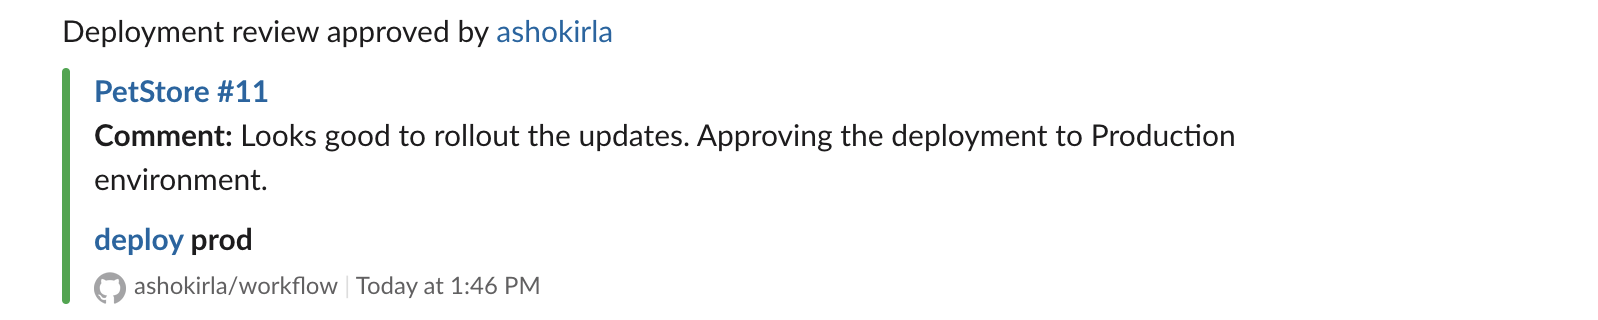 Deployment review approved by ashokirla
PetStore #11
Comment: Looks good to rollout the updates. Approving the deployment to Production
environment.
deploy prod
ashokirla/workflow | Today at 1:46 PM